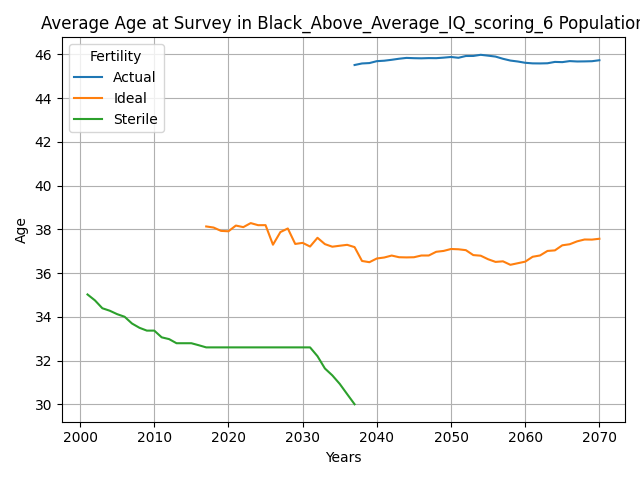 Average Age at Survey in Black_Above_Average_IQ_scoring_6 Population
Fertility
Actual
Ideal
Sterile
Age
46
44
42
40
38
36
34
32
30
2000 2010 2020 2030 2040 2050 2060 2070
Years